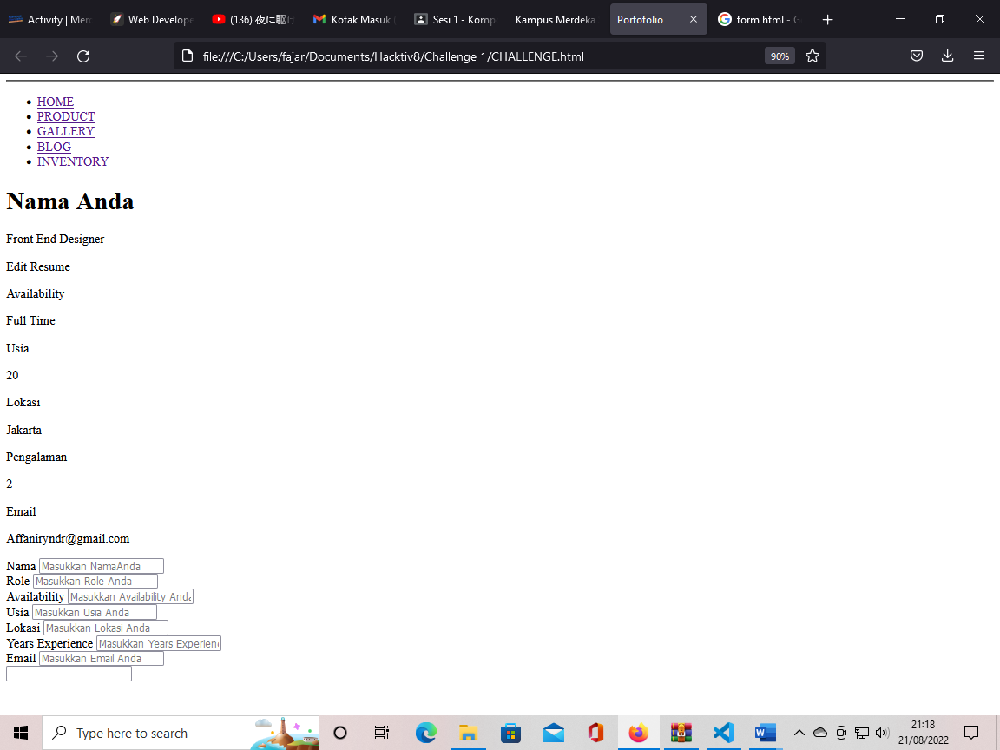 Activity | Mer
Web Develope
(136) 夜に駆け
Kotak Masuk
Sesi 1 - Komp
Kampus Merdeka
Portofolio
form html - G
file:///C:/Users/fajar/Documents/Hacktiv8/Challenge 1/CHALLENGE.html
90%
HOME
PRODUCT
GALLERY
BLOG
INVENTORY
Nama Anda
Front End Designer
Edit Resume
Availability
Full Time
Usia
20
Lokasi
Jakarta
Pengalaman
2
Email
Affaniryndr@gmail.com
Nama Masukkan NamaAnda
Role Masukkan Role Anda
Availability Masukkan Availability Anda
Usia Masukkan Usia Anda
Lokasi Masukkan Lokasi Anda
Years Experience Masukkan Years Experien
Email Masukkan Email Anda
Type here to search
21:18
21/08/2022